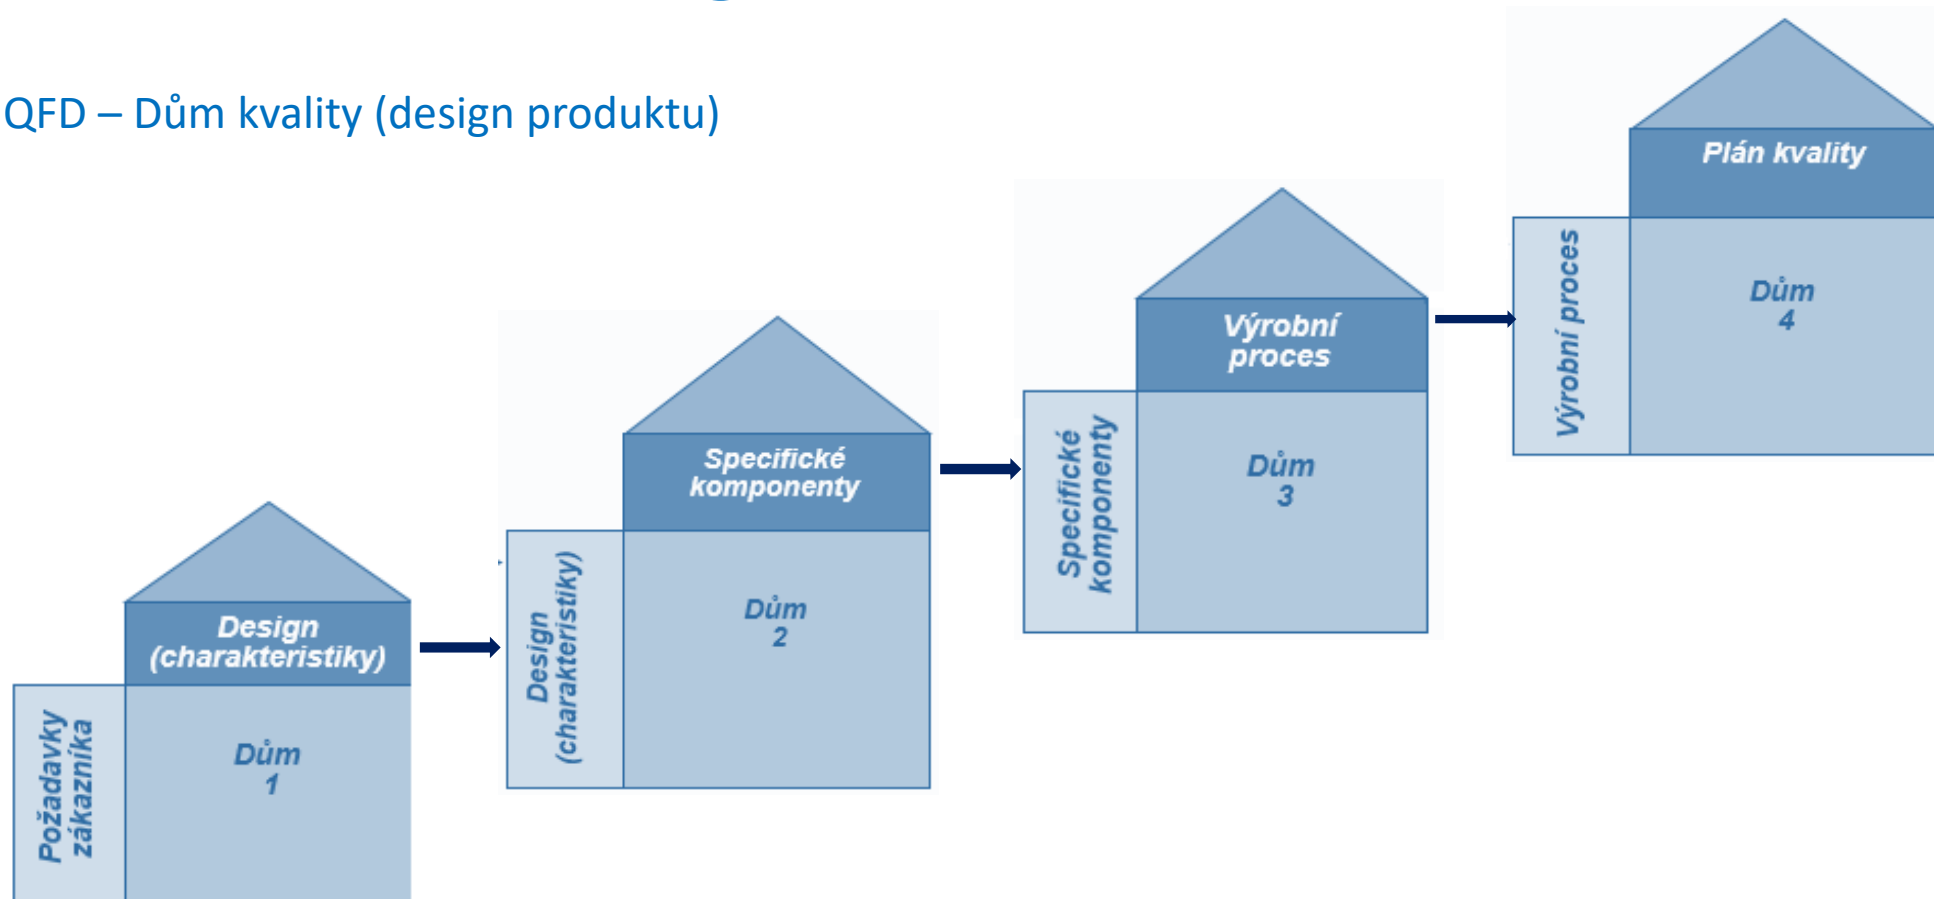 QFD – Dům kvality (design produktu)
Design
(charakteristiky)
Požadavky
zákazníka
Dům
1
Specifické
komponenty
Design
(charakteristiky)
Dům
2
Výrobní
proces
Specifické
komponenty
Dům
3
Plán kvality
Výrobní proces
Dům
4